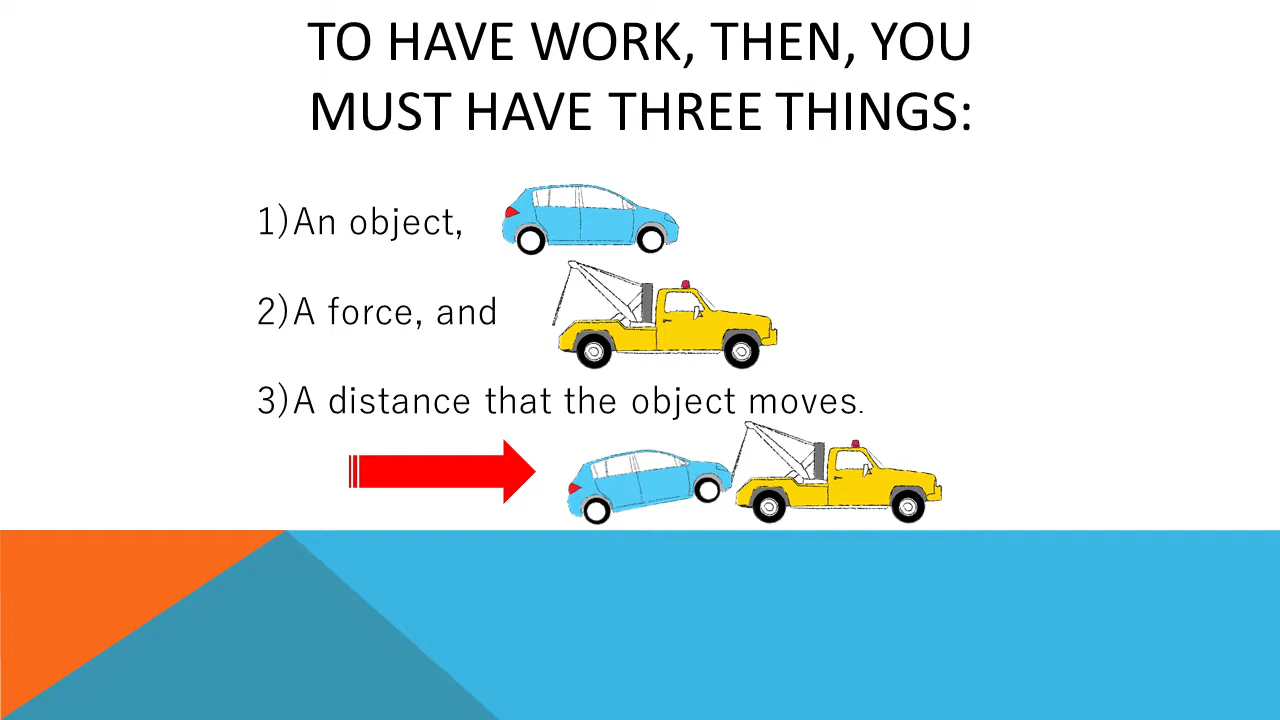 TO HAVE WORK, THEN, YOU
MUST HAVE THREE THINGS:
1)An object,
2)A force, and
3)A distance that the object moves.